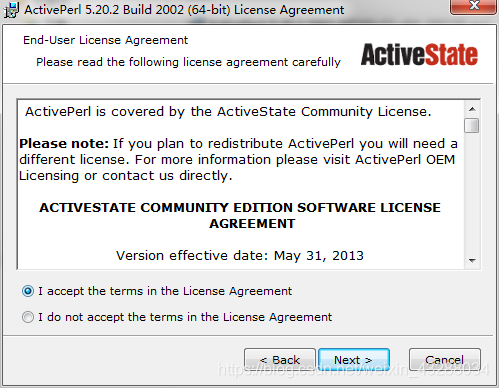 ActivePerl 5.20.2 Build 2002 (64-bit) License Agreement
End-User License Agreement
Please read the following license agreement carefully
ActiveState
ActivePerl is covered by the ActiveState Community License.
Please note: If you plan to redistribute ActivePerl you will need a
different license. For more information please visit ActivePerl OEM
Licensing or contact us directly.
ACTIVESTATE COMMUNITY EDITION SOFTWARE LICENSE
AGREEMENT
Version effective date: May 31, 2013
I accept the terms in the License Agreement
I do not accept the terms in the License Agreement
< Back Next > Cancel
https://blog.csdn.net/weixin_43288034